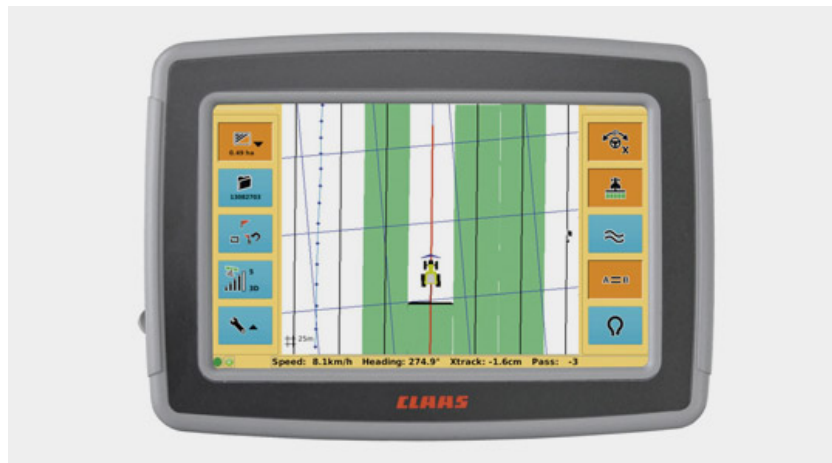 0.49 ha
13082703
5
3D
25m
X
A=B
Speed: 8.1km/h Heading: 274.9° Xtrack: -1.6cm Pass: -3
CLAAS